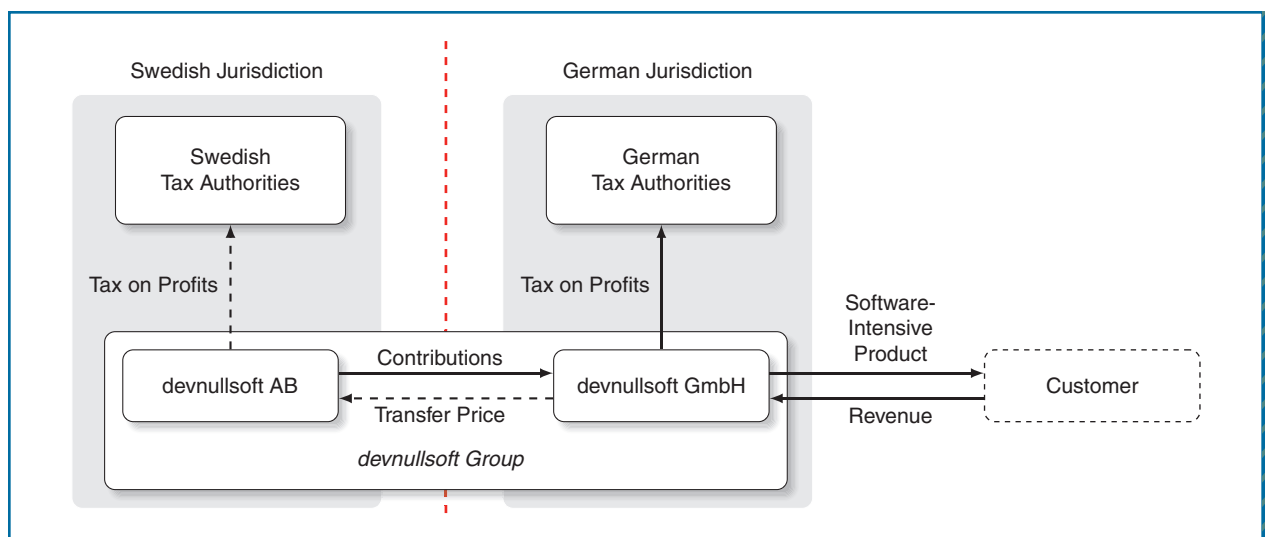 Swedish Jurisdiction
German Jurisdiction
Swedish
Tax Authorities
German
Tax Authorities
Tax on Profits
Tax on Profits
Software-
Intensive
Product
Contributions
devnullsoft AB
devnullsoft GmbH
Customer
Transfer Price
Revenue
devnullsoft Group